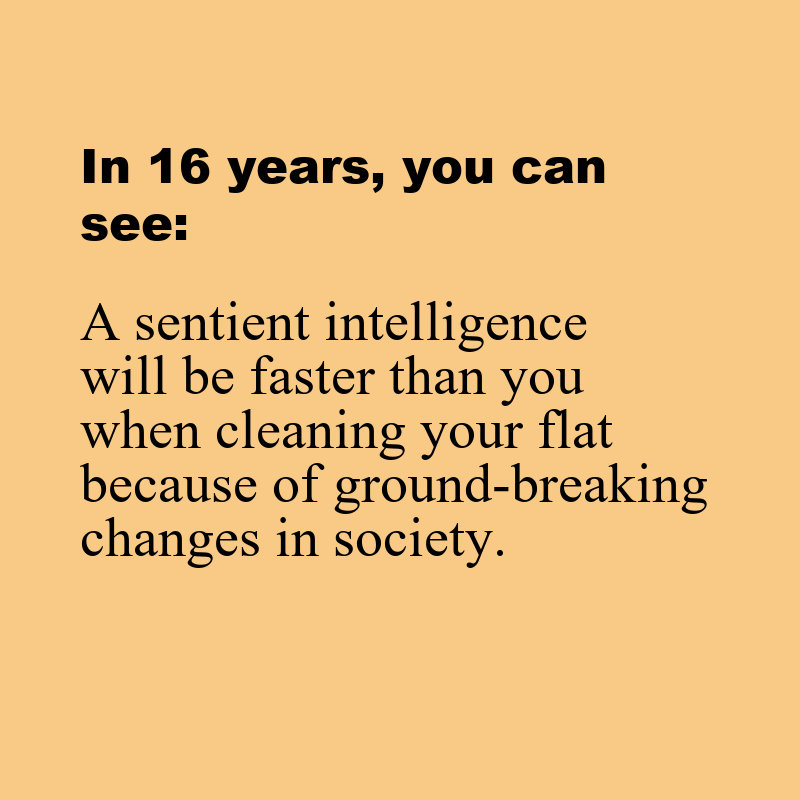 In 16 years, you can
see:
A sentient intelligence
will be faster than you
when cleaning your flat
because of ground-breaking
changes in society.